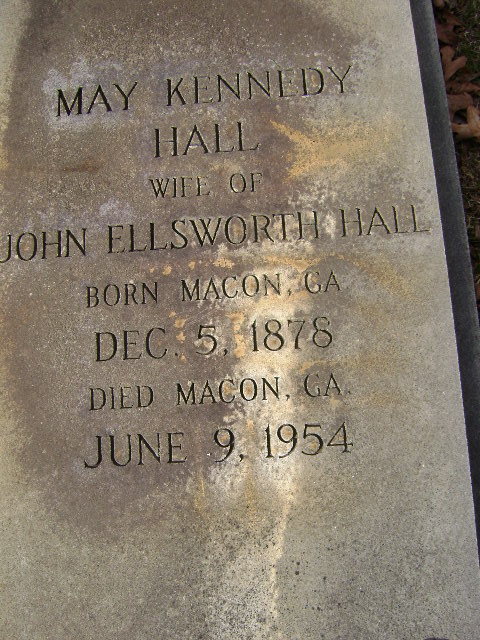 MAY KENNEDY
HALL
WIFE OF
JOHN ELLSWORTH HALL
BORN MACON, GA
DEC. 5, 1878
DIED MACON, GA.
JUNE 9, 1954